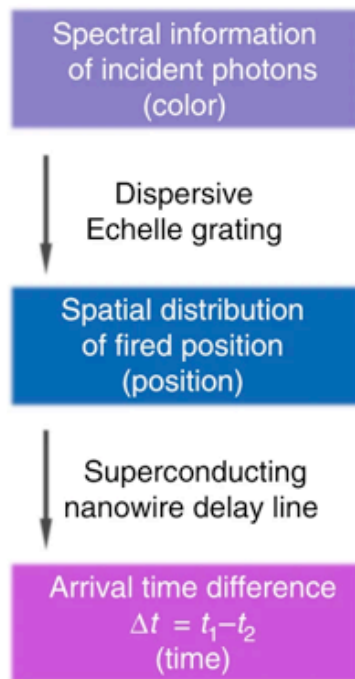 Spectral information
of incident photons
(color)
Dispersive
Echelle grating
Spatial distribution
of fired position
(position)
Superconducting
nanowire delay line
Arrival time difference
Δt = t₁–t₂
(time)